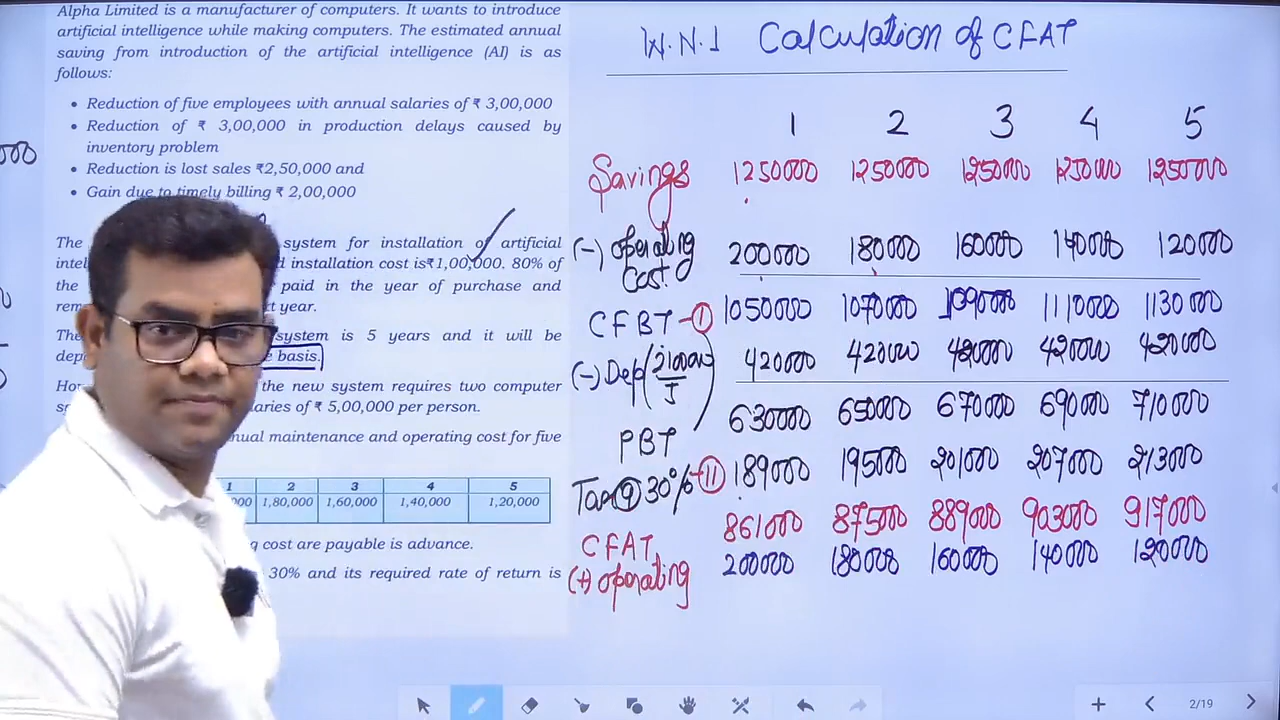 Alpha Limited is a manufacturer of computers. It wants to introduce
artificial intelligence while making computers. The estimated annual
saving from introduction of the artificial intelligence (AI) is as
follows:
• Reduction of five employees with annual salaries of ₹ 3,00,000
• Reduction of ₹ 3,00,000 in production delays caused by
inventory problem
• Reduction is lost sales ₹2,50,000 and
• Gain due to timely billing ₹ 2,00,000
The system for installation of artificial
installation cost is ₹1,00,000. 80% of
the paid in the year of purchase and
year.
system is 5 years and it will be
basis.
the new system requires two computer
of ₹ 5,00,000 per person.
maintenance and operating cost for five
1 2 3 4 5
1,80,000 1,60,000 1,40,000 1,20,000
cost are payable is advance.
30% and its required rate of return is
W.N.1 Calculation of CFAT
1 2 3 4 5
Savings 1250000 1250000 1250000 1250000 1250000
(-) operating 200000 180000 160000 140000 120000
Cost
CFBT - I 1050000 1070000 1090000 1110000 1130000
(-) Dep 420000 420000 420000 420000 420000
PBT 630000 650000 670000 690000 710000
Tax @ 30% - II 189000 195000 201000 207000 213000
CFAT 861000 875000 889000 903000 917000
(+) operating 200000 180000 160000 140000 120000
2/19